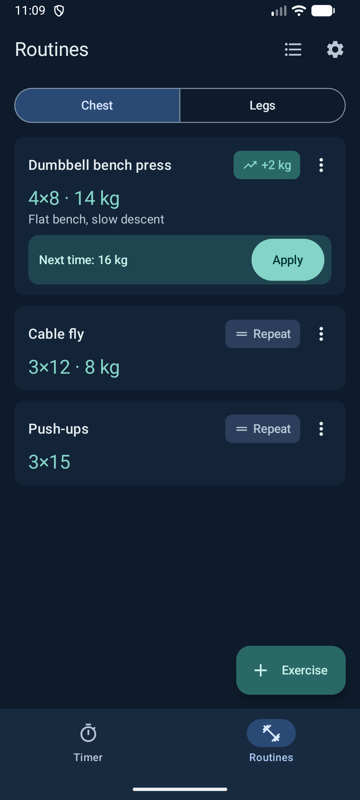 11:09
Routines
Chest
Legs
Dumbbell bench press
+2 kg
4×8 · 14 kg
Flat bench, slow descent
Next time: 16 kg
Apply
Cable fly
Repeat
3×12 · 8 kg
Push-ups
Repeat
3×15
Exercise
Timer
Routines